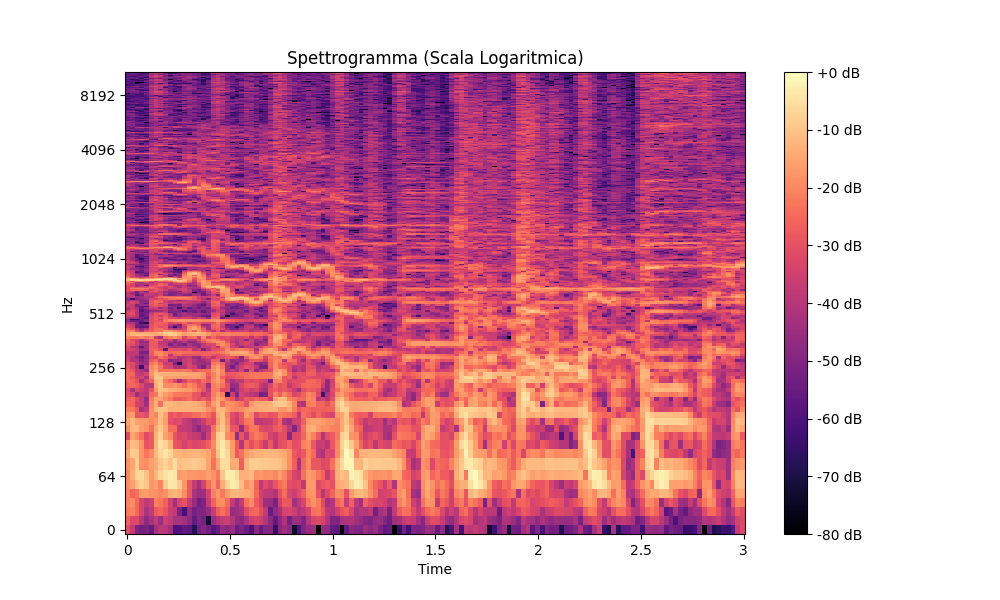 Spettrogramma (Scala Logaritmica)
Hz
8192
4096
2048
1024
512
256
128
64
0
0
0.5
1
1.5
2
2.5
3
Time
+0 dB
-10 dB
-20 dB
-30 dB
-40 dB
-50 dB
-60 dB
-70 dB
-80 dB